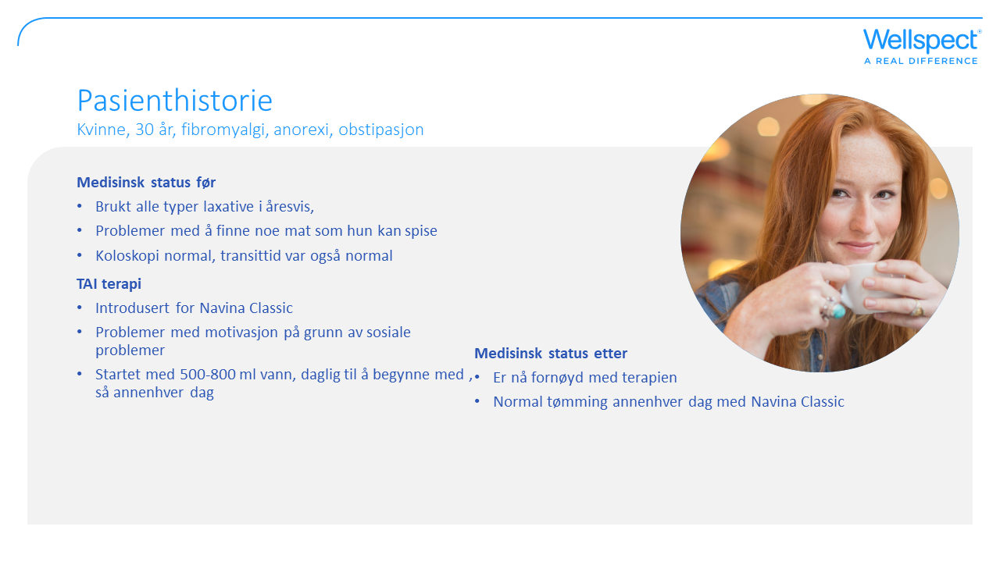 Wellspect®
A REAL DIFFERENCE
Pasienthistorie
Kvinne, 30 år, fibromyalgi, anorexi, obstipasjon
Medisinsk status før
• Brukt alle typer laxative i åresvis,
• Problemer med å finne noe mat som hun kan spise
• Koloskopi normal, transittid var også normal
TAI terapi
• Introdusert for Navina Classic
• Problemer med motivasjon på grunn av sosiale
problemer
• Startet med 500-800 ml vann, daglig til å begynne med ,
så annenhver dag
Medisinsk status etter
• Er nå fornøyd med terapien
• Normal tømming annenhver dag med Navina Classic